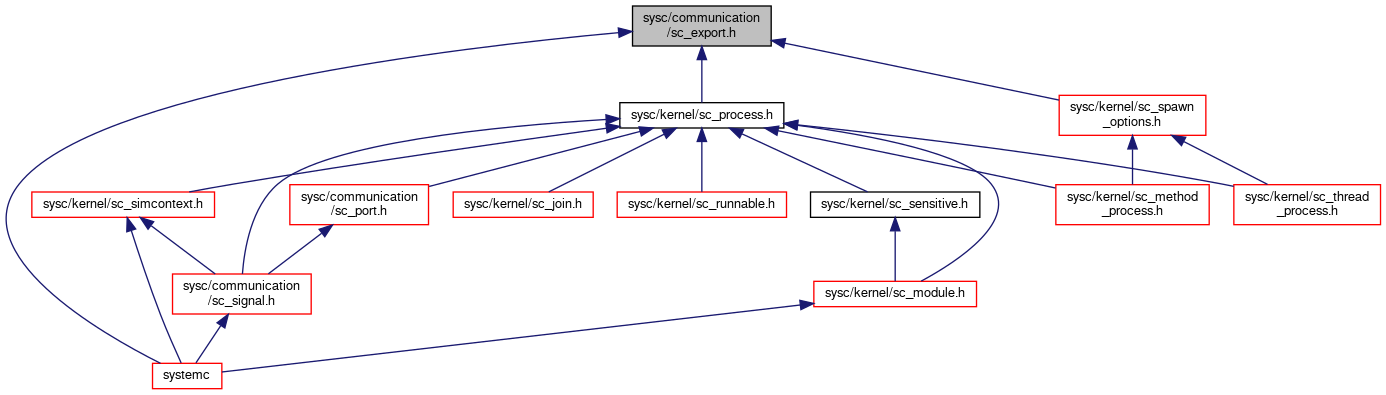 sysc/communication
/sc_export.h
sysc/kernel/sc_process.h
sysc/kernel/sc_spawn
_options.h
sysc/kernel/sc_simcontext.h
sysc/communication
/sc_port.h
sysc/kernel/sc_join.h
sysc/kernel/sc_runnable.h
sysc/kernel/sc_sensitive.h
sysc/kernel/sc_method
_process.h
sysc/kernel/sc_thread
_process.h
sysc/communication
/sc_signal.h
sysc/kernel/sc_module.h
systemc